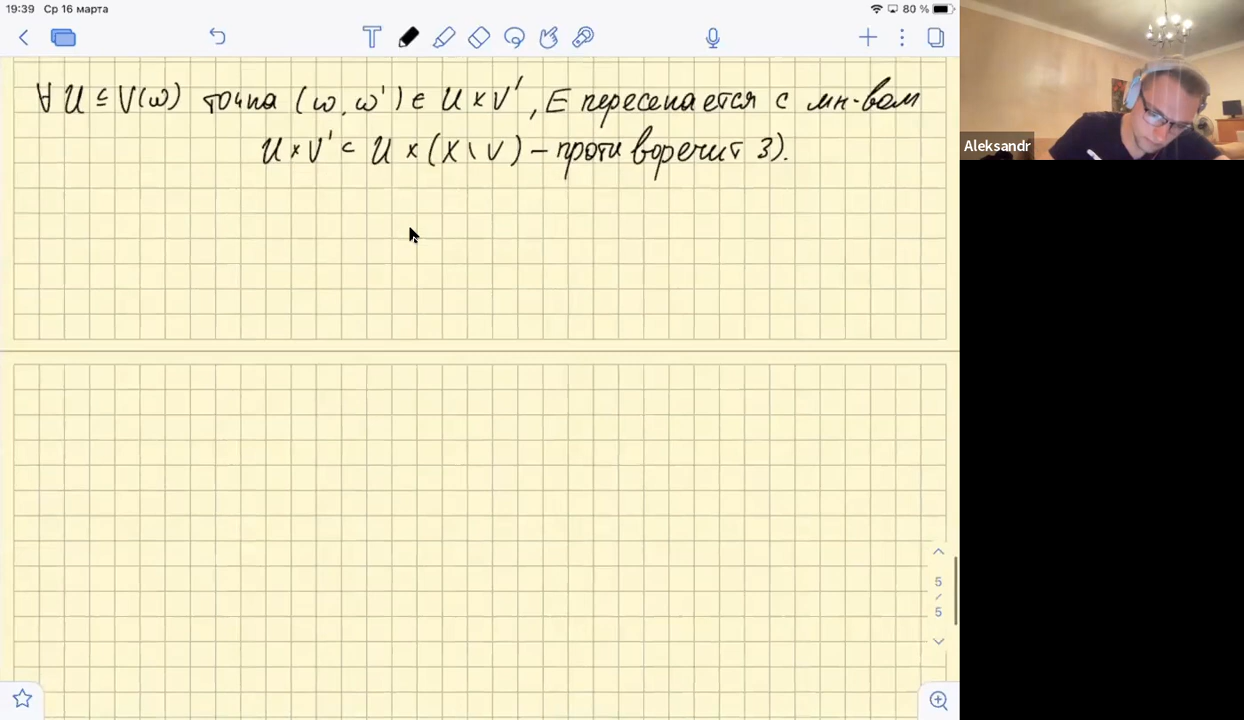 19:39 Ср 16 марта
80 %
∀ U ⊆ V(ω) точка (ω, ω') ∈ U × V', E пересекается с мн-вом
U × V' ⊂ U × (X \ V) – противоречит 3).
Aleksandr
5
/
5